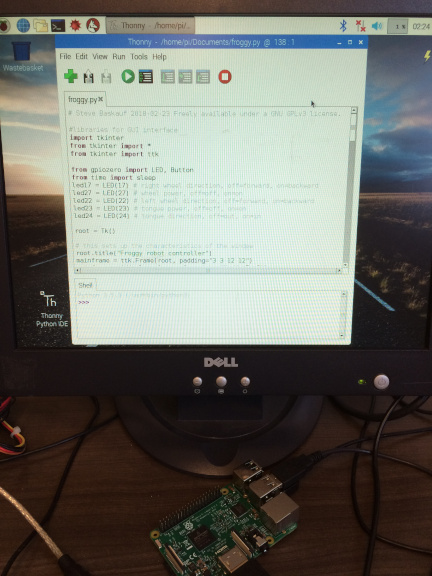 Thonny - /home/pi/...
1 %
02:24
Wastebasket
Thonny - /home/pi/Documents/froggy.py @ 138 : 1
File Edit View Run Tools Help
froggy.py
# Steve Bankauf 2018-02-23 Freely available under a GNU GPLv3 license.
#libraries for GUI interface
import tkinter
from tkinter import *
from tkinter import ttk
from gpiozero import LED, Button
from time import sleep
led17 = LED(17) # right wheel direction, off=forward, on=backward
led27 = LED(27) # wheel power, off=off, on=on
led22 = LED(22) # left wheel direction, off=forward, on=backward
led23 = LED(23) # tongue power, off=off, on=on
led24 = LED(24) # tongue direction, off=out, on=in
root = Tk()
# this sets up the characteristics of the window
root.title("Froggy robot controller")
mainframe = ttk.Frame(root, padding="3 3 12 12")
Shell
>>>
Th
Thonny
Python IDE
DELL